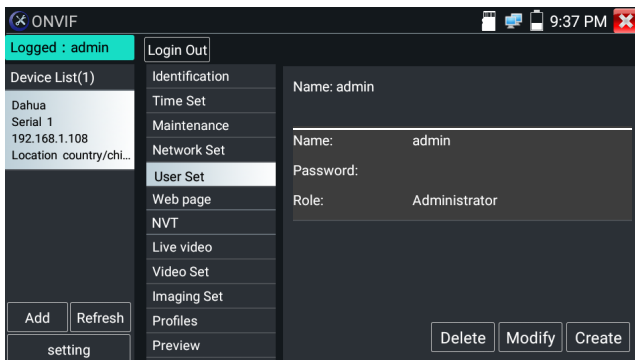 ONVIF
9:37 PM
Logged : admin
Login Out
Device List(1)
Dahua
Serial 1
192.168.1.108
Location country/chi...
Add
Refresh
setting
Identification
Time Set
Maintenance
Network Set
User Set
Web page
NVT
Live video
Video Set
Imaging Set
Profiles
Preview
Name: admin
Name: admin
Password:
Role: Administrator
Delete
Modify
Create